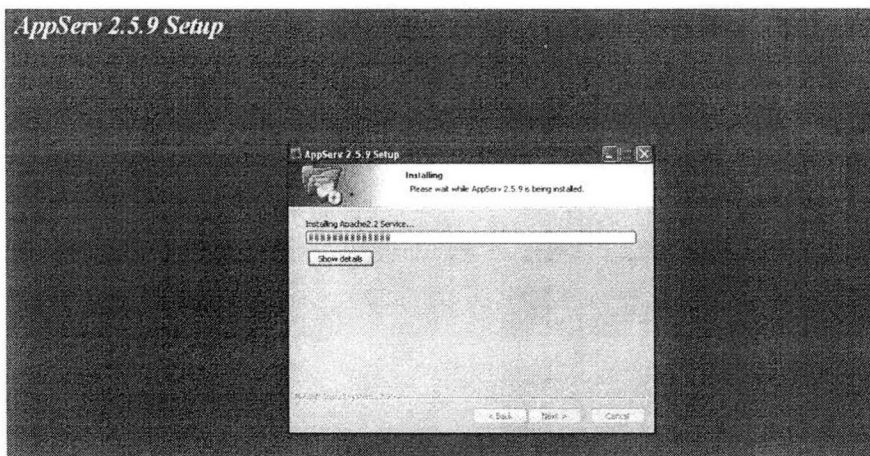 AppServ 2.5.9 Setup
AppServ 2.5.9 Setup
Installing
Please wait while AppServ 2.5.9 is being installed.
Installing Apache2.2 Service...
Show details
< Back
Next >
Cancel